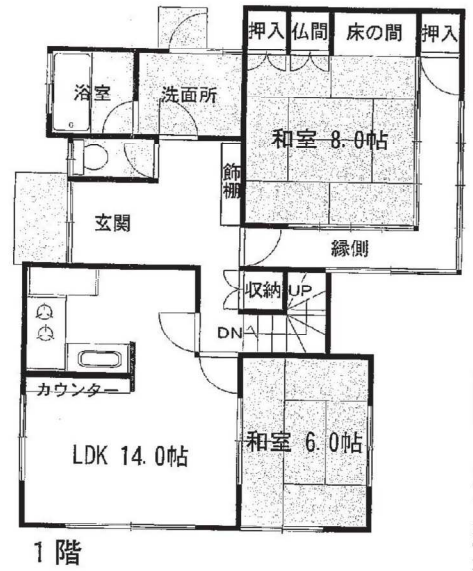 押入
仏間
床の間
押入
浴室
洗面所
和室 8.0帖
飾棚
玄関
縁側
収納
UP
DN
カウンター
LDK 14.0帖
和室 6.0帖
1階